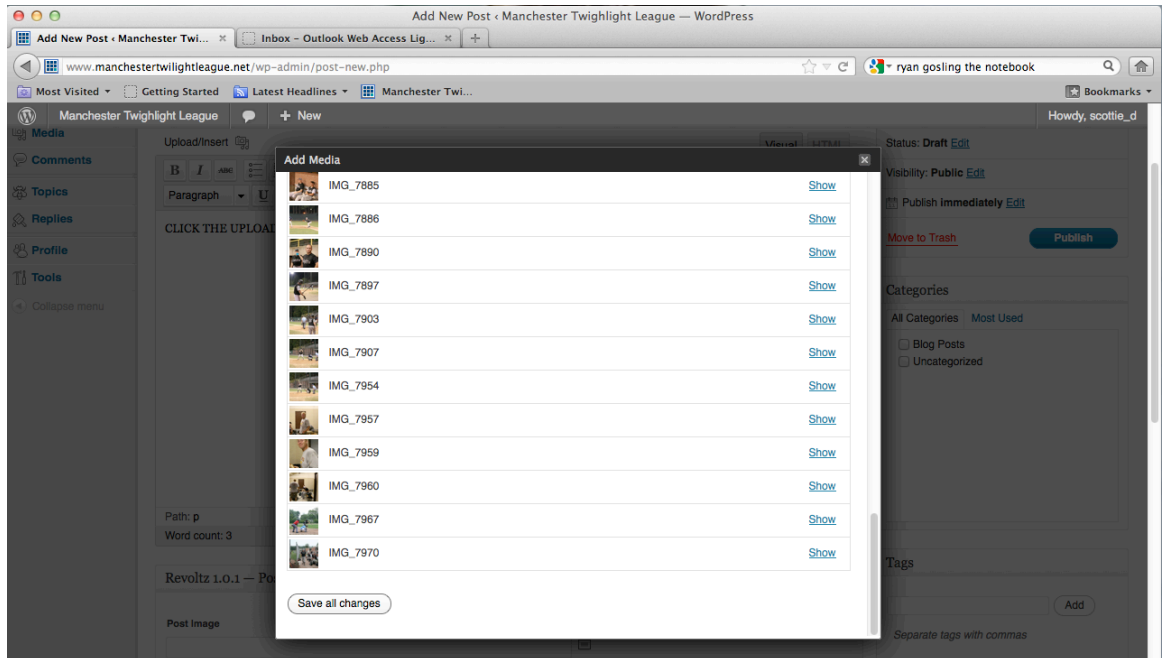 Add New Post ‹ Manchester Twighlight League — WordPress
Add New Post ‹ Manchester Twi... ×
Inbox – Outlook Web Access Lig... ×
+
www.manchestertwilightleague.net/wp-admin/post-new.php
ryan gosling the notebook
Most Visited
Getting Started
Latest Headlines
Manchester Twi...
Bookmarks
Manchester Twighlight League
+ New
Howdy, scottie_d
Media
Comments
Topics
Replies
Profile
Tools
Collapse menu
Upload/Insert
Visual
HTML
B I ABC
Paragraph U
CLICK THE UPLOA
Path: p
Word count: 3
Revoltz 1.0.1 — Po
Post Image
Add Media
IMG_7885 Show
IMG_7886 Show
IMG_7890 Show
IMG_7897 Show
IMG_7903 Show
IMG_7907 Show
IMG_7954 Show
IMG_7957 Show
IMG_7959 Show
IMG_7960 Show
IMG_7967 Show
IMG_7970 Show
Save all changes
Status: Draft Edit
Visibility: Public Edit
Publish immediately Edit
Move to Trash
Publish
Categories
All Categories Most Used
Blog Posts
Uncategorized
Tags
Add
Separate tags with commas